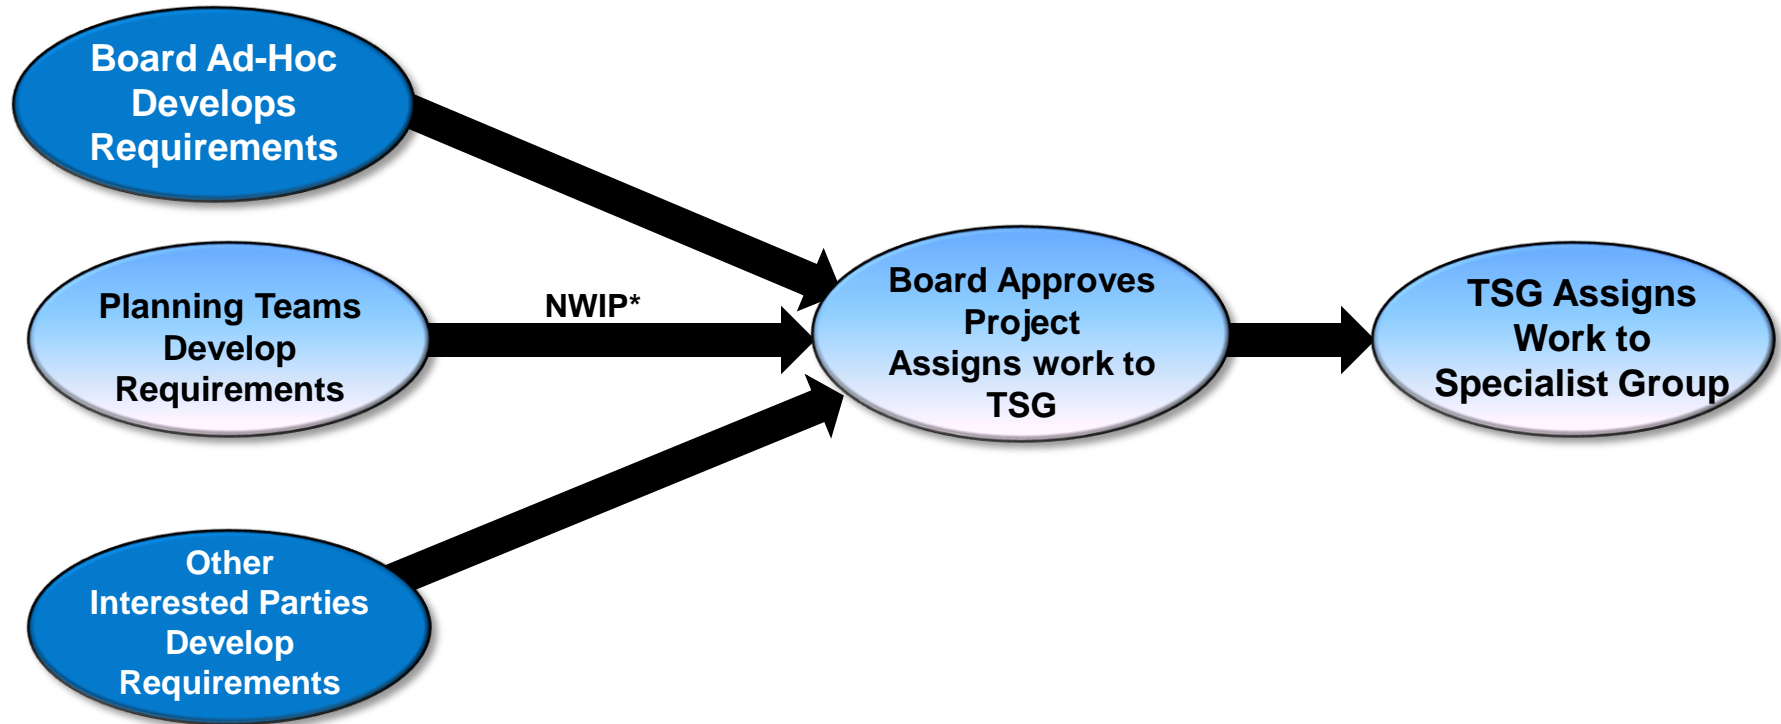 Board Ad-Hoc
Develops
Requirements
Planning Teams
Develop
Requirements
NWIP*
Other
Interested Parties
Develop
Requirements
Board Approves
Project
Assigns work to
TSG
TSG Assigns
Work to
Specialist Group